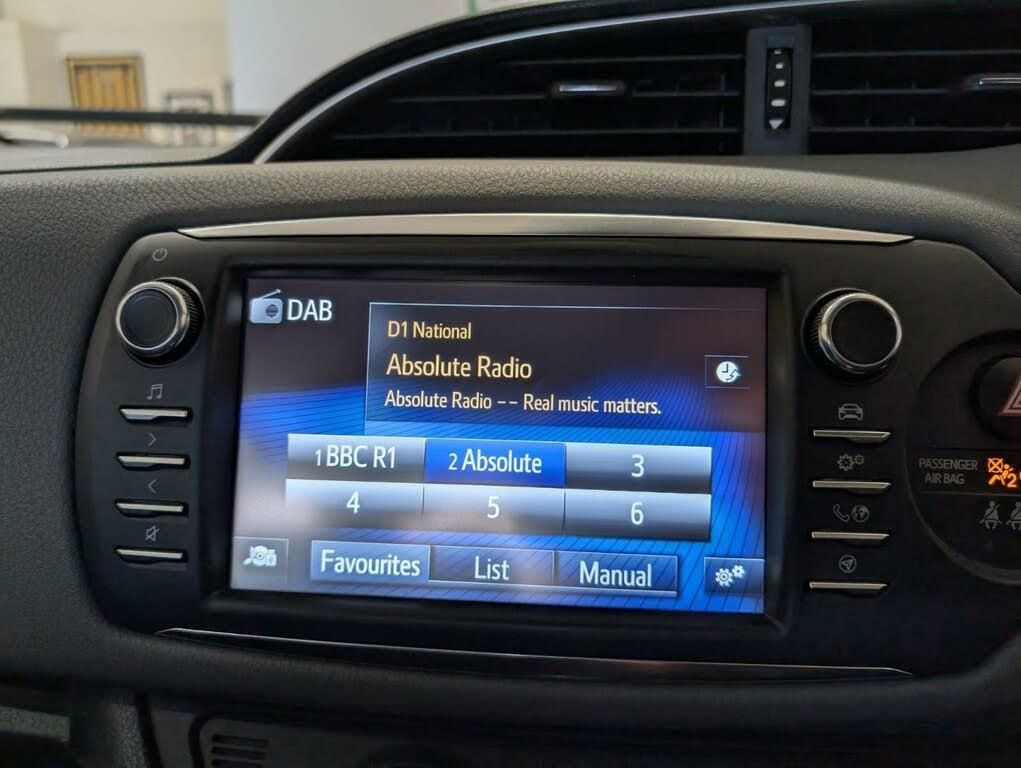 DAB
D1 National
Absolute Radio
Absolute Radio -- Real music matters.
1 BBC R1 2 Absolute 3
4 5 6
Favourites List Manual
PASSENGER
AIR BAG
2